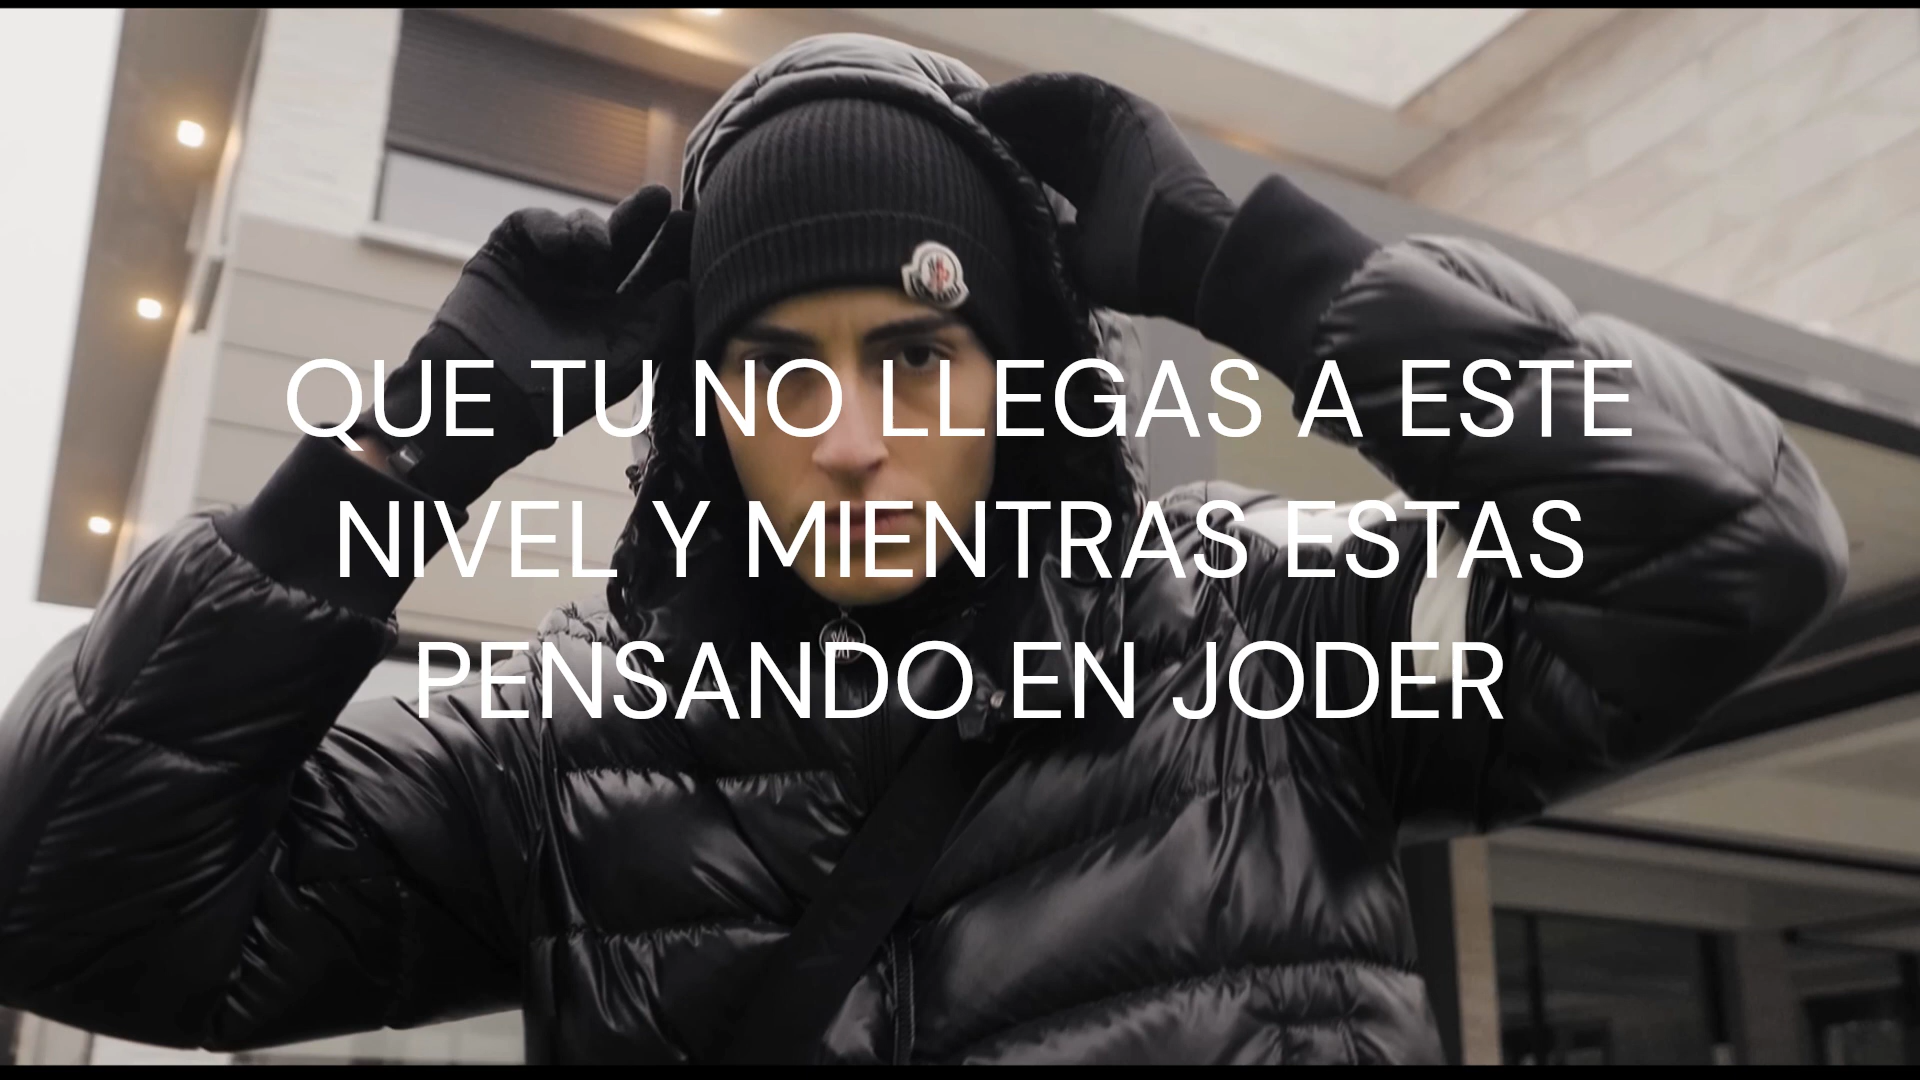 QUE TU NO LLEGAS A ESTE
NIVEL Y MIENTRAS ESTAS
PENSANDO EN JODER